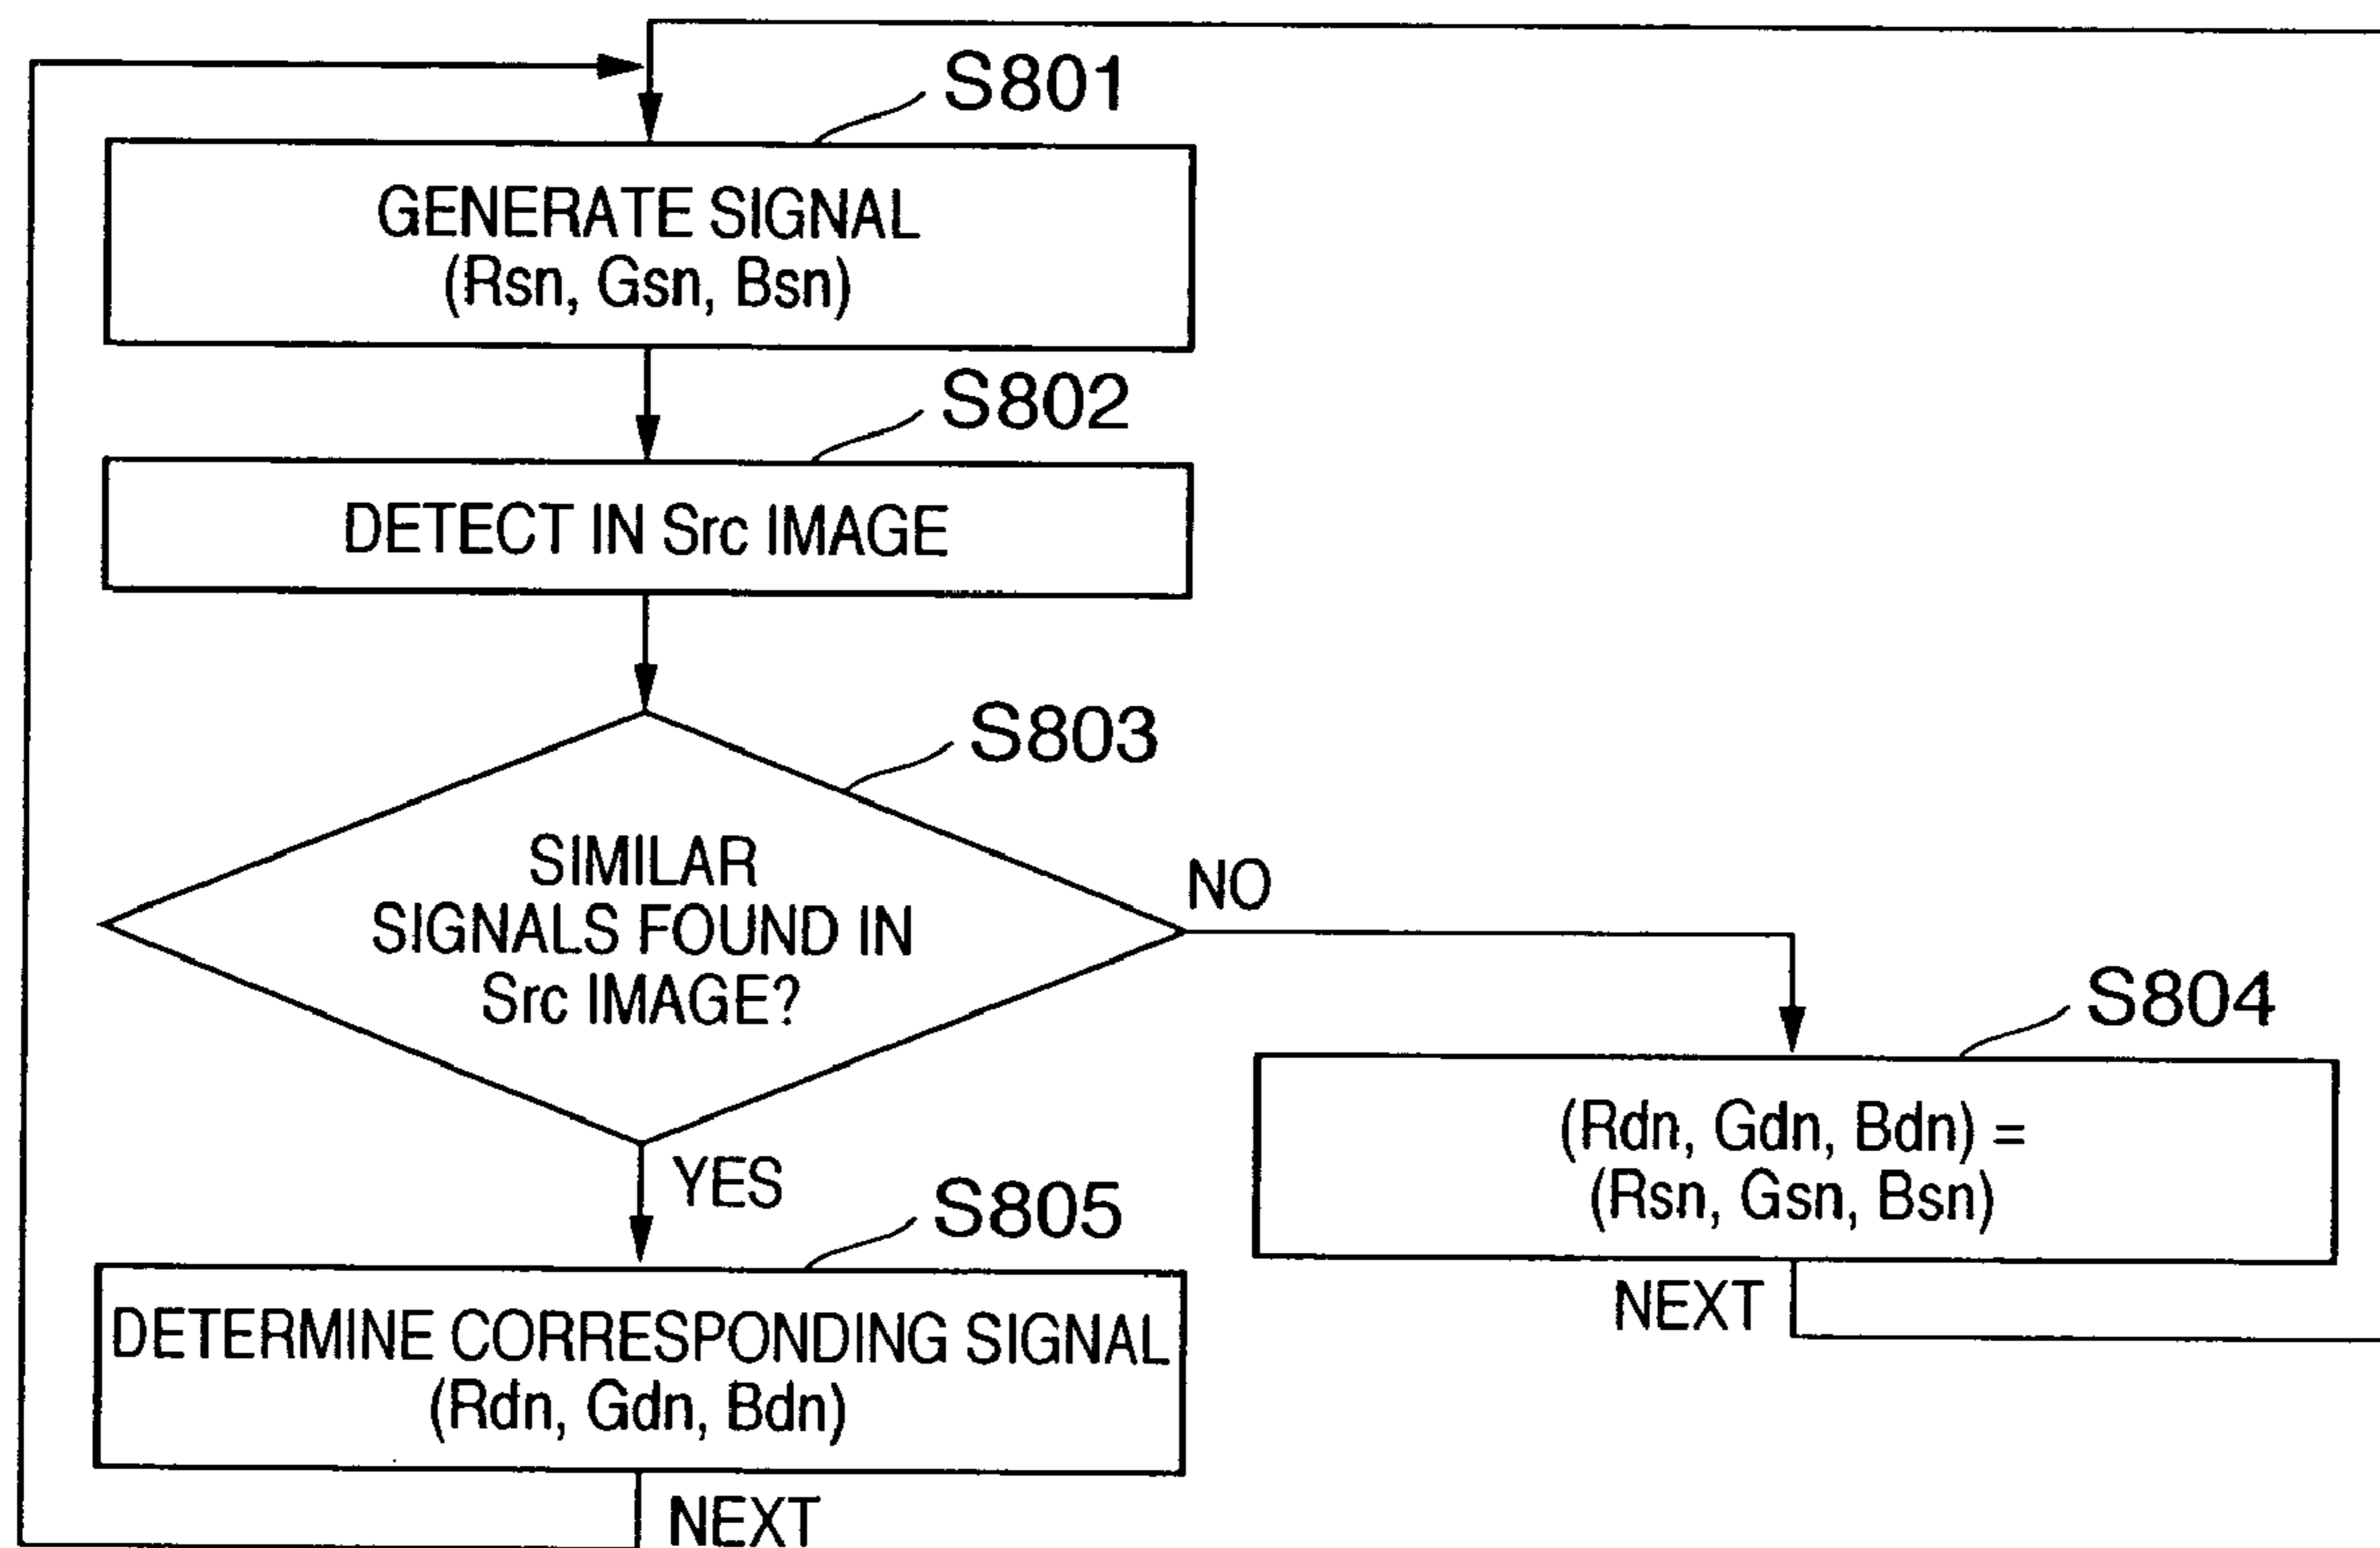 S801
GENERATE SIGNAL
(Rsn, Gsn, Bsn)
S802
DETECT IN Src IMAGE
S803
SIMILAR
SIGNALS FOUND IN
Src IMAGE?
NO
S804
(Rdn, Gdn, Bdn) =
(Rsn, Gsn, Bsn)
NEXT
YES
S805
DETERMINE CORRESPONDING SIGNAL
(Rdn, Gdn, Bdn)
NEXT